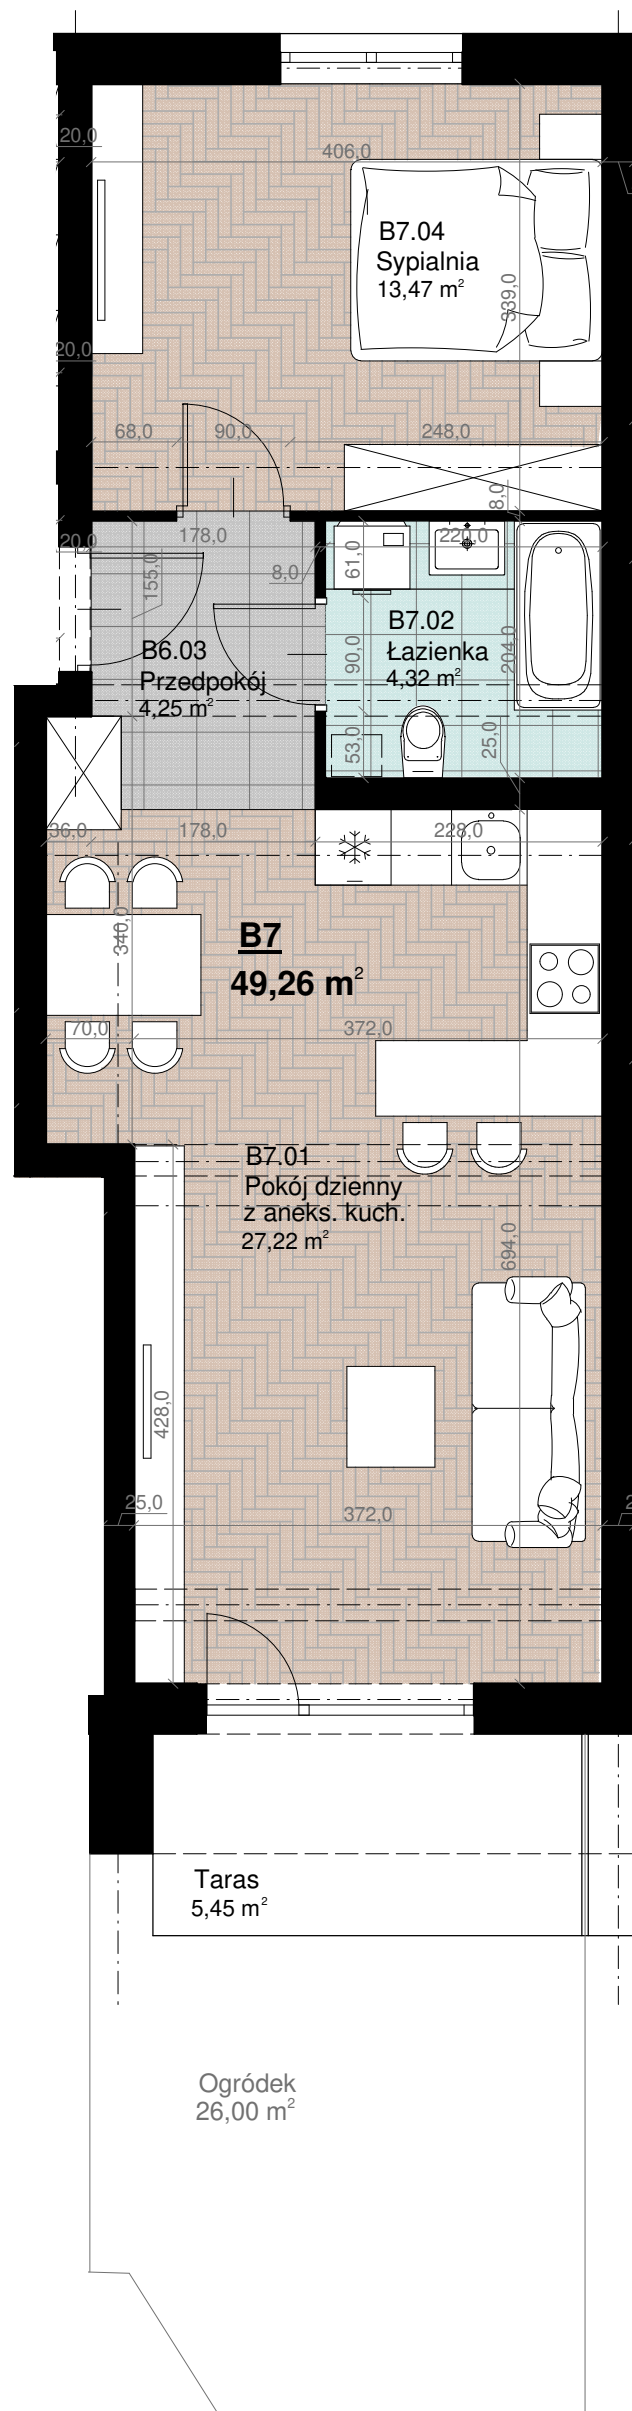 20,0
406,0
B7.04
Sypialnia
13,47 m²
339,0
20,0
68,0
90,0
248,0
8,0
20,0
178,0
155,0
8,0
61,0
220,0
B7.02
Łazienka
4,32 m²
204,0
90,0
B6.03
Przedpokój
4,25 m²
53,0
25,0
36,0
178,0
228,0
340,0
B7
49,26 m²
70,0
372,0
B7.01
Pokój dzienny
z aneks. kuch.
27,22 m²
694,0
428,0
25,0
372,0
Taras
5,45 m²
Ogródek
26,00 m²